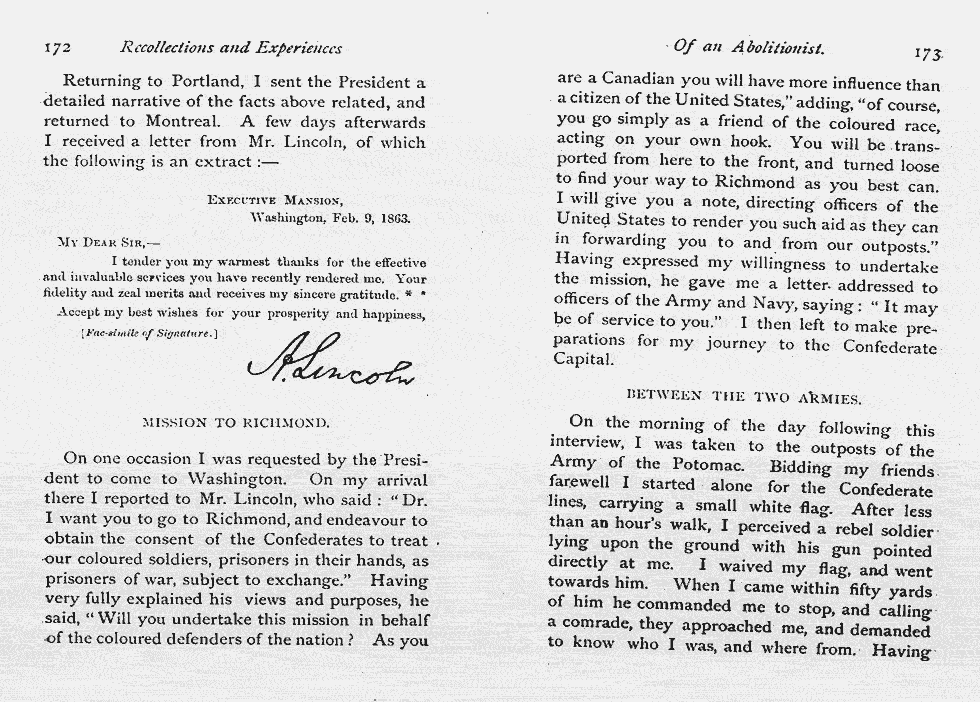 172 Recollections and Experiences
Returning to Portland, I sent the President a
detailed narrative of the facts above related, and
returned to Montreal. A few days afterwards
I received a letter from Mr. Lincoln, of which
the following is an extract :—
EXECUTIVE MANSION,
Washington, Feb. 9, 1863.
MY DEAR SIR,—
I tender you my warmest thanks for the effective
and invaluable services you have recently rendered me. Your
fidelity and zeal merits and receives my sincere gratitude. * *
Accept my best wishes for your prosperity and happiness,
[Fac-simile of Signature.]
A. Lincoln
MISSION TO RICHMOND.
On one occasion I was requested by the Presi-
dent to come to Washington. On my arrival
there I reported to Mr. Lincoln, who said : “Dr.
I want you to go to Richmond, and endeavour to
obtain the consent of the Confederates to treat
our coloured soldiers, prisoners in their hands, as
prisoners of war, subject to exchange.” Having
very fully explained his views and purposes, he
said, “Will you undertake this mission in behalf
of the coloured defenders of the nation ? As you
Of an Abolitionist. 173
are a Canadian you will have more influence than
a citizen of the United States,” adding, “of course,
you go simply as a friend of the coloured race,
acting on your own hook. You will be trans-
ported from here to the front, and turned loose
to find your way to Richmond as you best can.
I will give you a note, directing officers of the
United States to render you such aid as they can
in forwarding you to and from our outposts.”
Having expressed my willingness to undertake
the mission, he gave me a letter addressed to
officers of the Army and Navy, saying : “ It may
be of service to you.” I then left to make pre-
parations for my journey to the Confederate
Capital.
BETWEEN THE TWO ARMIES.
On the morning of the day following this
interview, I was taken to the outposts of the
Army of the Potomac. Bidding my friends
farewell I started alone for the Confederate
lines, carrying a small white flag. After less
than an hour's walk, I perceived a rebel soldier
lying upon the ground with his gun pointed
directly at me. I waived my flag, and went
towards him. When I came within fifty yards
of him he commanded me to stop, and calling
a comrade, they approached me, and demanded
to know who I was, and where from. Having